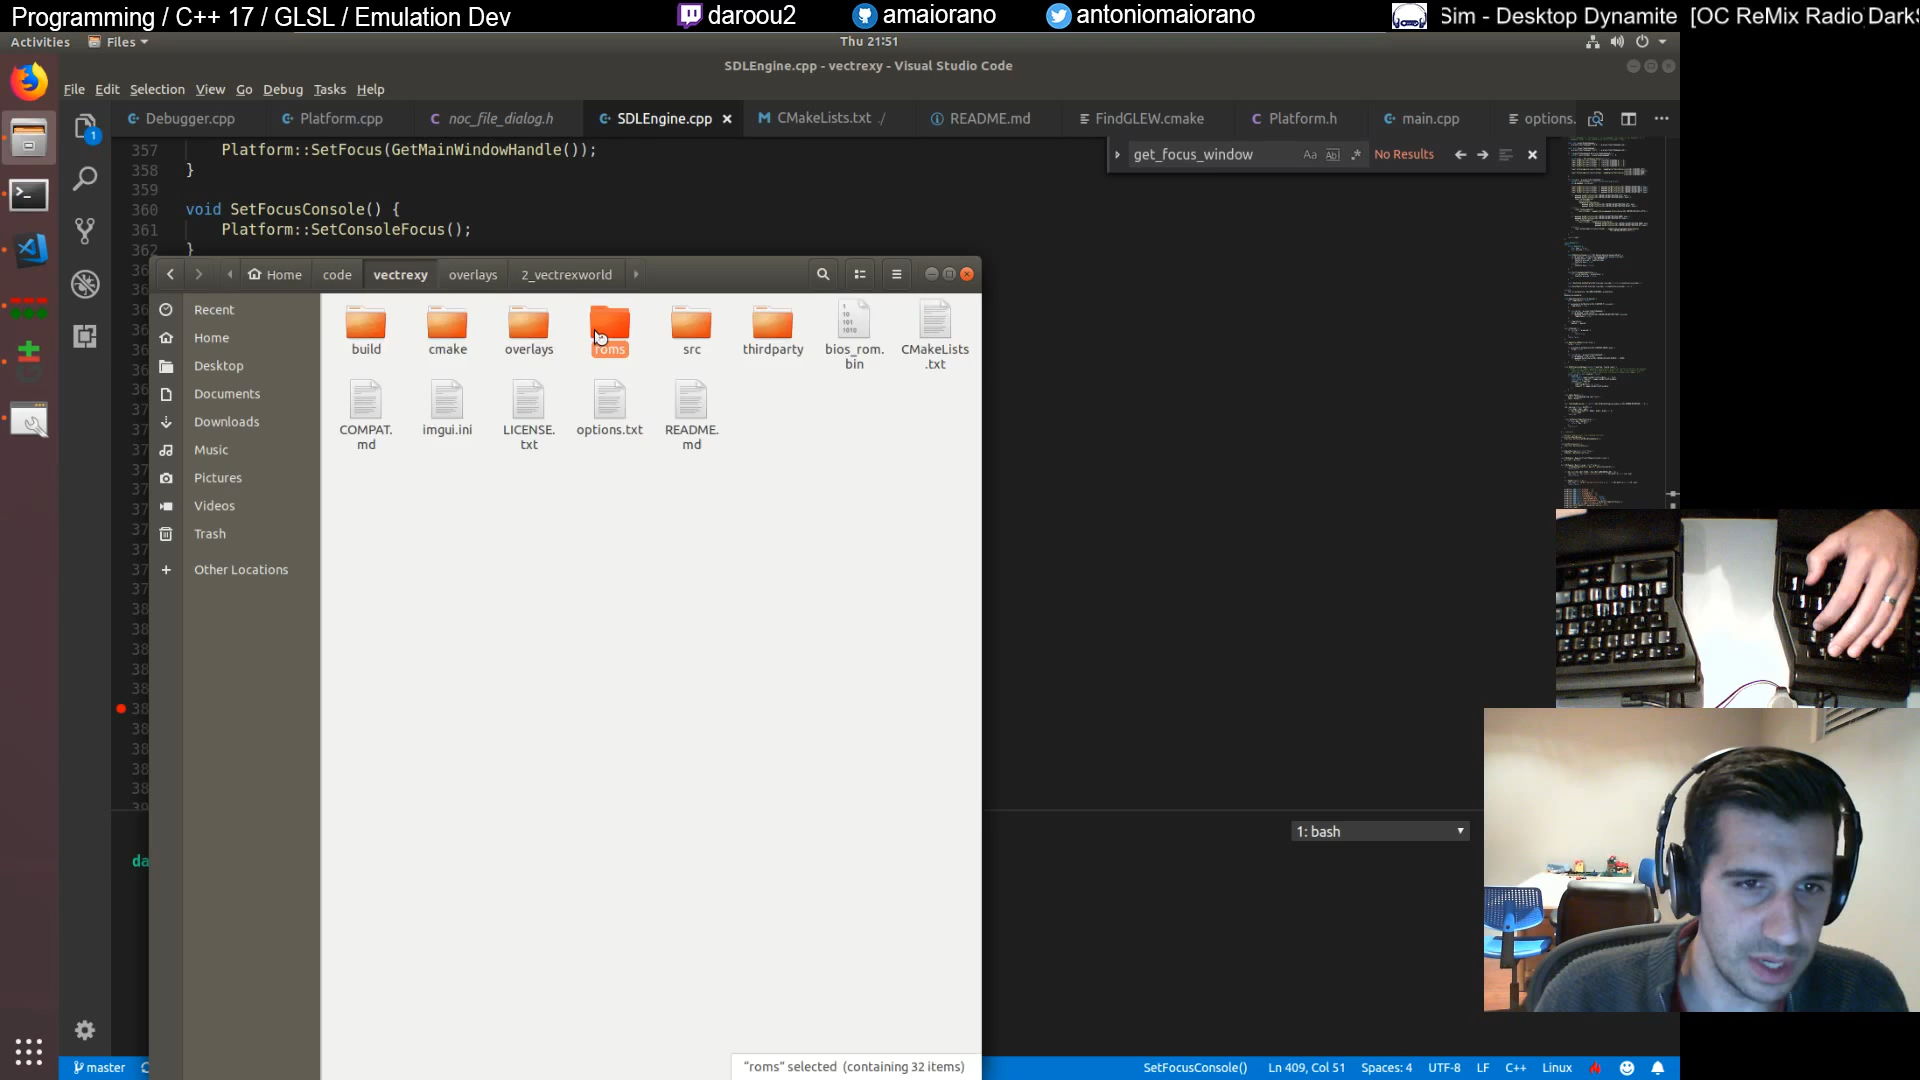 Programming / C++ 17 / GLSL / Emulation Dev
daroou2
amaiorano
antoniomaiorano
Sim - Desktop Dynamite
[OC ReMix Radio
Activities
Files
Thu 21:51
SDLEngine.cpp - vectrexy - Visual Studio Code
File Edit Selection View Go Debug Tasks Help
Debugger.cpp
Platform.cpp
noc_file_dialog.h
SDLEngine.cpp
CMakeLists.txt ./
README.md
FindGLEW.cmake
Platform.h
main.cpp
options.
get_focus_window
Aa
Ab
No Results
1
357 Platform::SetFocus(GetMainWindowHandle());
358 }
359
360 void SetFocusConsole() {
361 Platform::SetConsoleFocus();
362 }
Home
code
vectrexy
overlays
2_vectrexworld
Recent
Home
Desktop
Documents
Downloads
Music
Pictures
Videos
Trash
+ Other Locations
build
cmake
overlays
roms
src
thirdparty
bios_rom.
bin
CMakeLists
.txt
COMPAT.
md
imgui.ini
LICENSE.
txt
options.txt
README.
md
1: bash
da
"roms" selected (containing 32 items)
master
SetFocusConsole()
Ln 409, Col 51
Spaces: 4
UTF-8
LF
C++
Linux